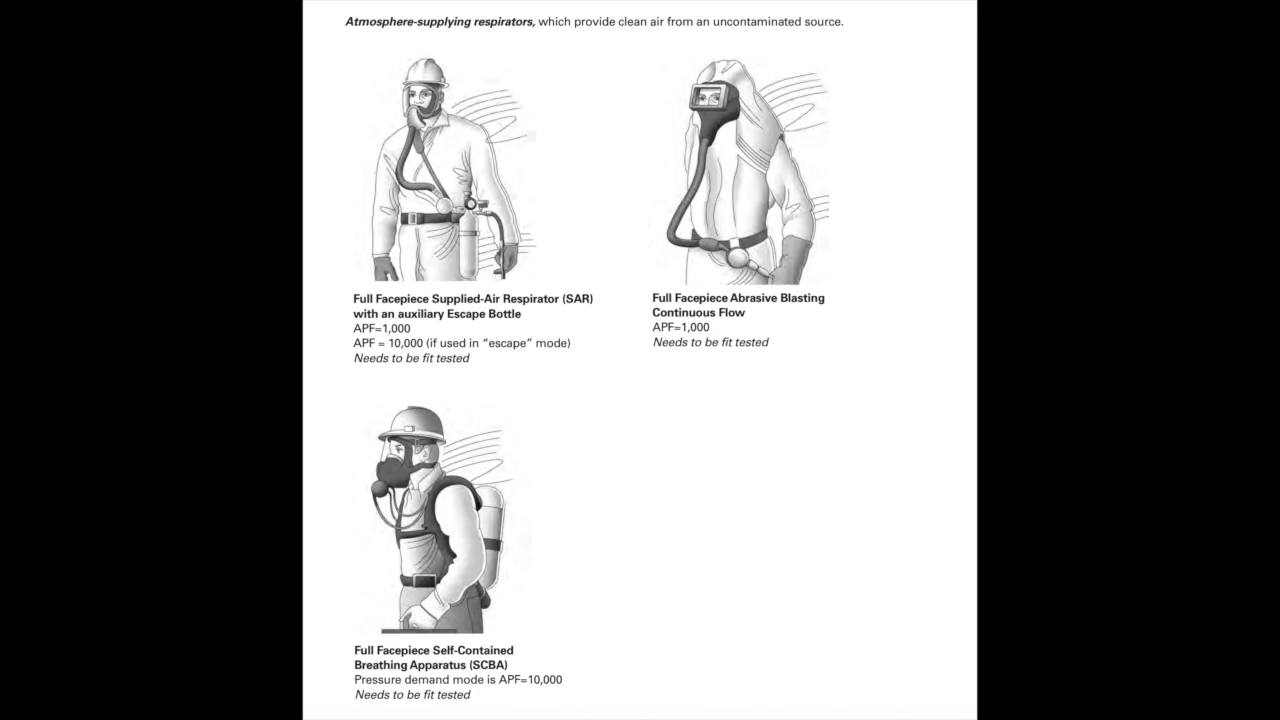 Atmosphere-supplying respirators, which provide clean air from an uncontaminated source.
Full Facepiece Supplied-Air Respirator (SAR)
with an auxiliary Escape Bottle
APF=1,000
APF = 10,000 (if used in “escape” mode)
Needs to be fit tested
Full Facepiece Abrasive Blasting
Continuous Flow
APF=1,000
Needs to be fit tested
Full Facepiece Self-Contained
Breathing Apparatus (SCBA)
Pressure demand mode is APF=10,000
Needs to be fit tested